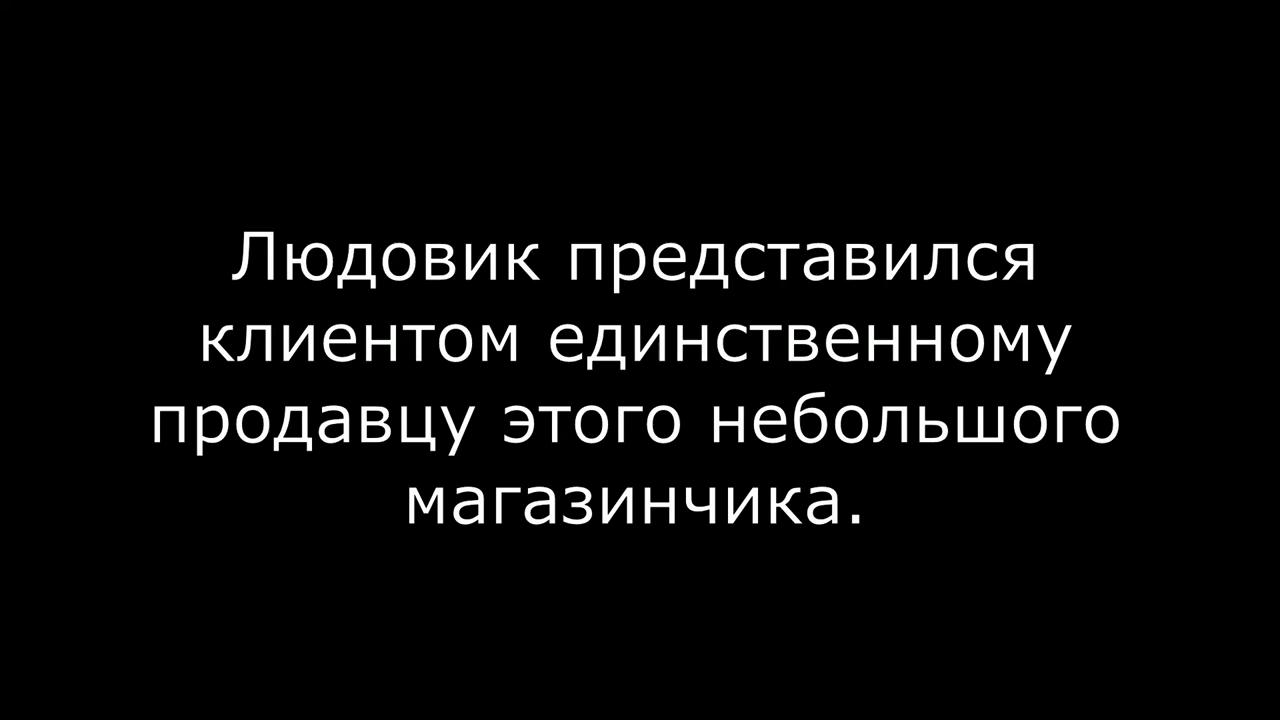 Людовик представился
клиентом единственному
продавцу этого небольшого
магазинчика.